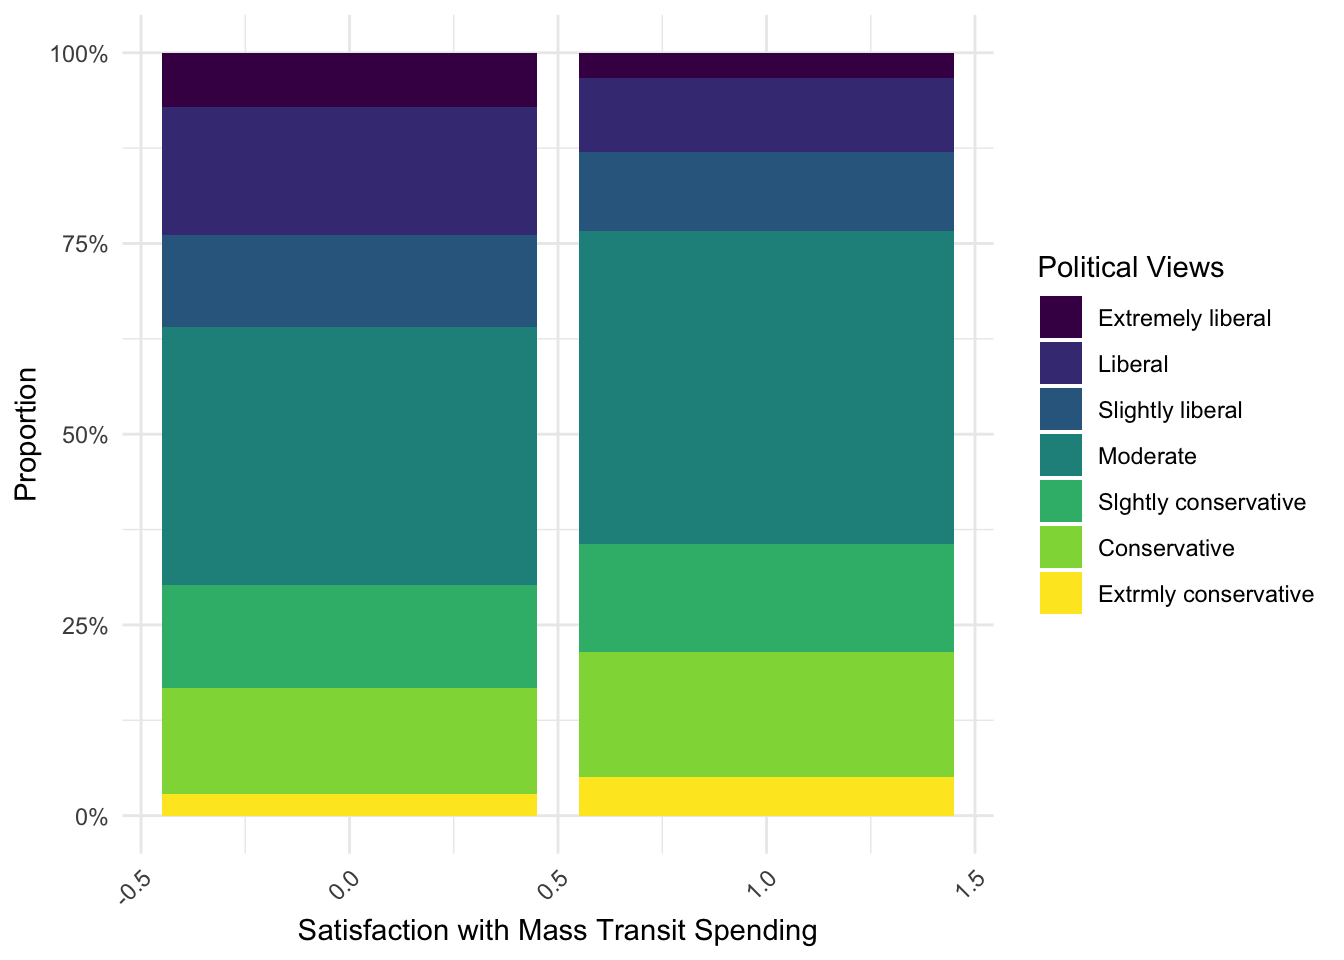 100%
75%
50%
25%
0%
Proportion
-0.5
0.0
0.5
1.0
1.5
Satisfaction with Mass Transit Spending
Political Views
Extremely liberal
Liberal
Slightly liberal
Moderate
Slghtly conservative
Conservative
Extrmly conservative